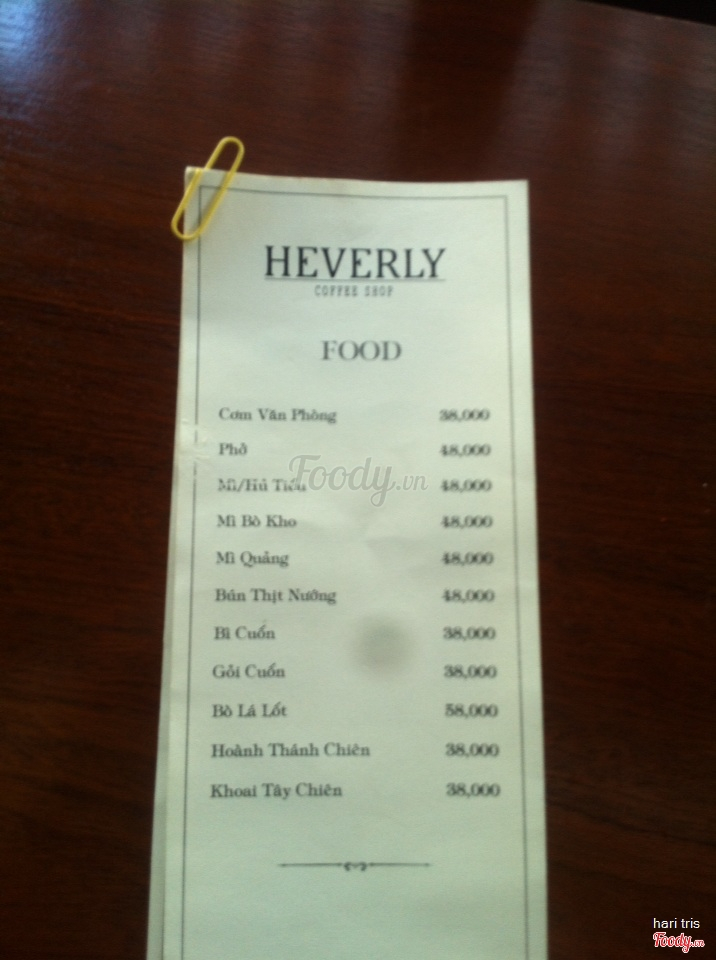 HEVERLY
COFFEE SHOP
FOOD
Cơm Văn Phòng 38,000
Phở 48,000
Mì/Hủ Tiếu 48,000
Foody.vn
Mì Bò Kho 48,000
Mì Quảng 48,000
Bún Thịt Nướng 48,000
Bì Cuốn 38,000
Gỏi Cuốn 38,000
Bò Lá Lốt 58,000
Hoành Thánh Chiên 38,000
Khoai Tây Chiên 38,000
hari tris
Foody.vn